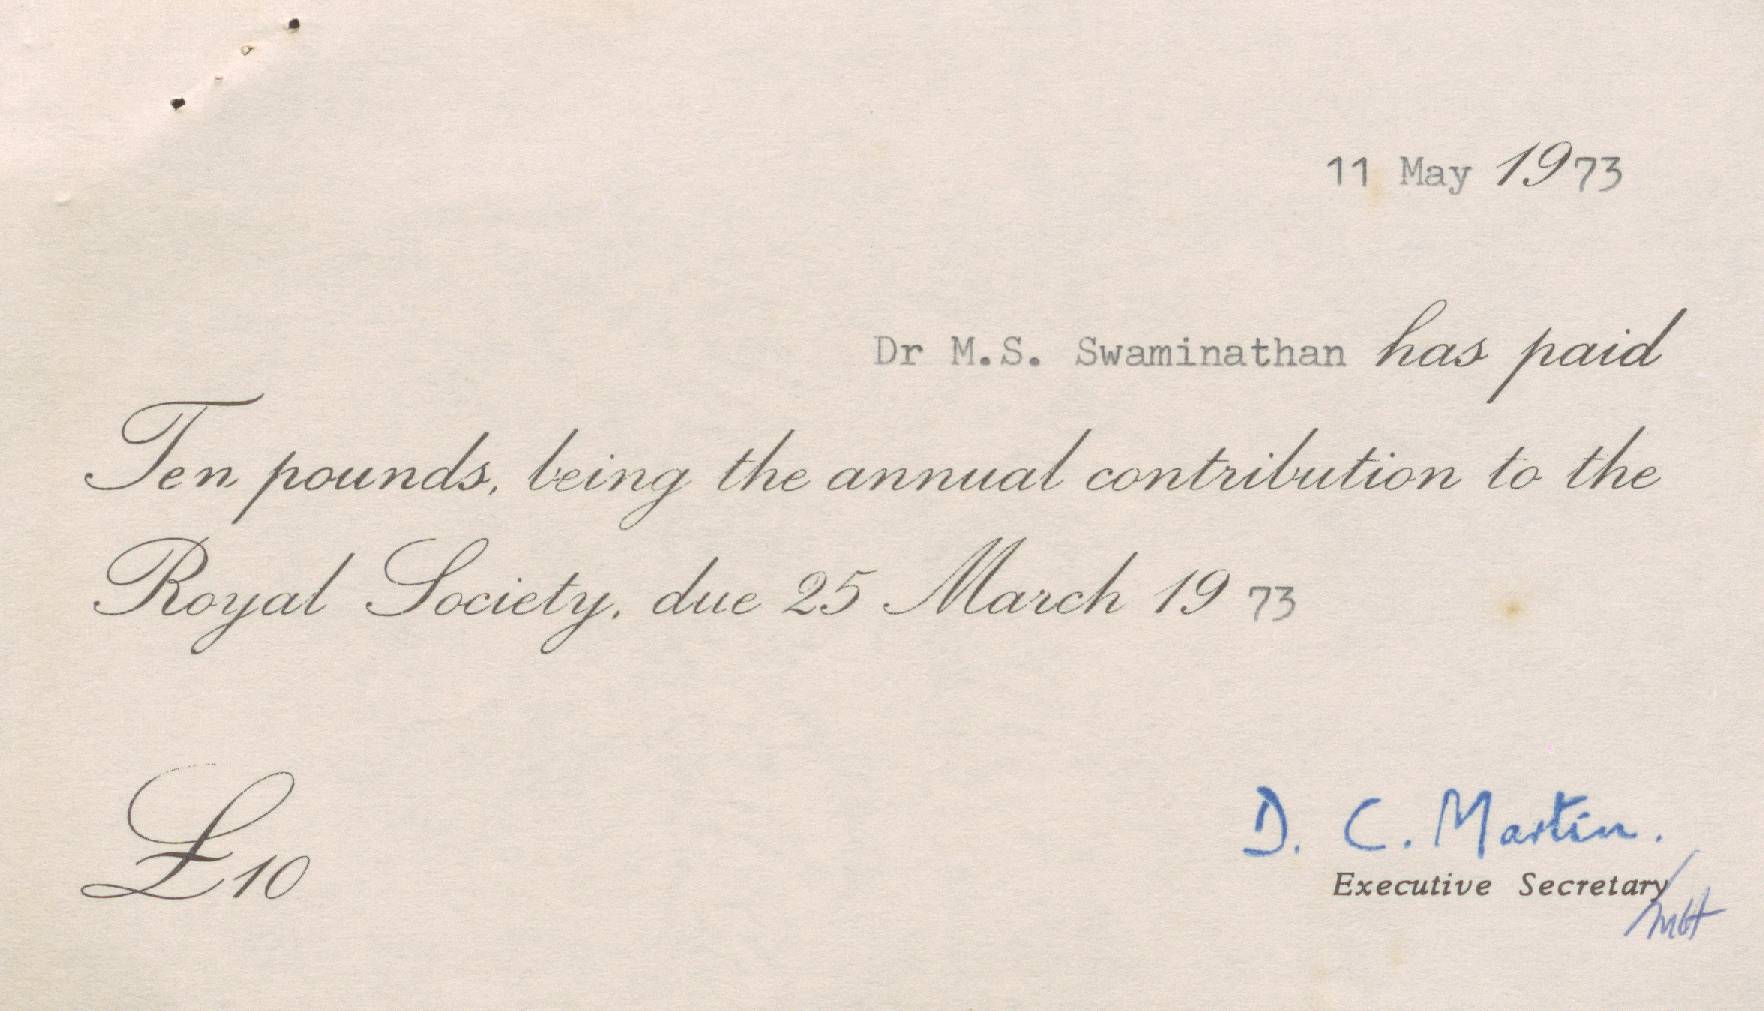 11 May 1973
Dr M.S. Swaminathan has paid
Ten pounds, being the annual contribution to the
Royal Society, due 25 March 1973
£10
D. C. Martin.
Executive Secretary